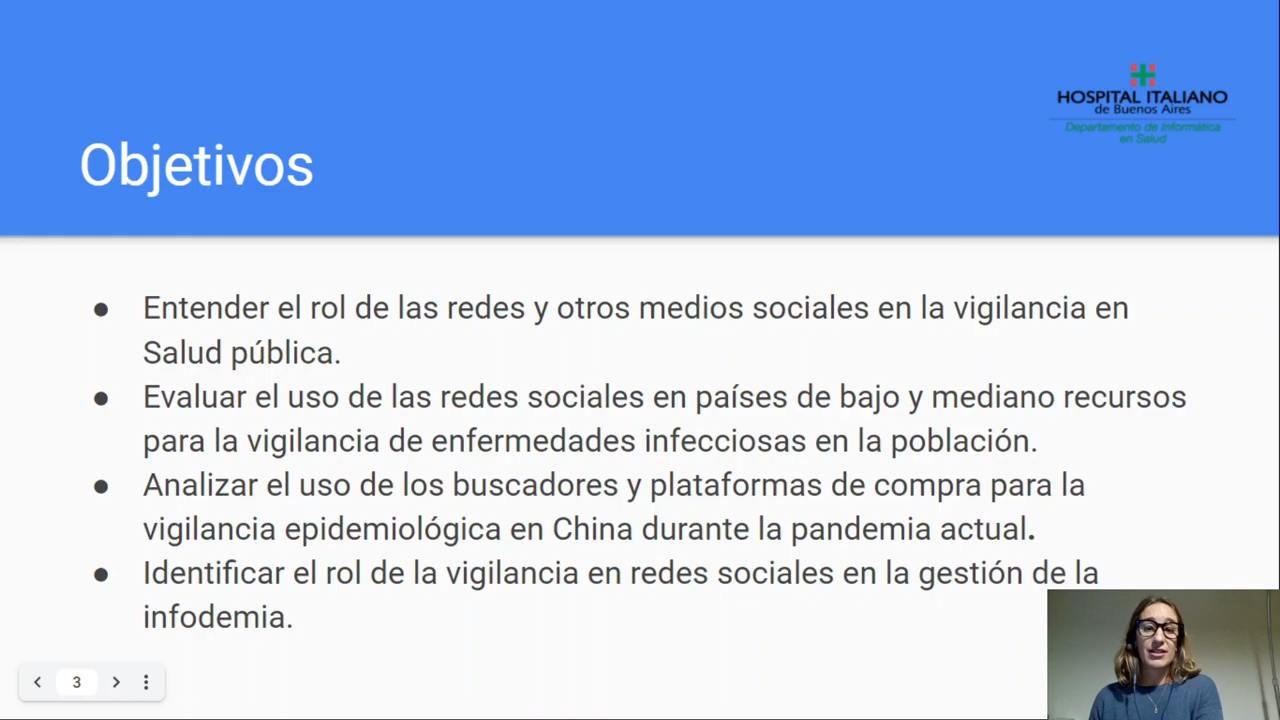 HOSPITAL ITALIANO
de Buenos Aires
Departamento de Informática
en Salud
Objetivos
● Entender el rol de las redes y otros medios sociales en la vigilancia en
Salud pública.
● Evaluar el uso de las redes sociales en países de bajo y mediano recursos
para la vigilancia de enfermedades infecciosas en la población.
● Analizar el uso de los buscadores y plataformas de compra para la
vigilancia epidemiológica en China durante la pandemia actual.
● Identificar el rol de la vigilancia en redes sociales en la gestión de la
infodemia.
3